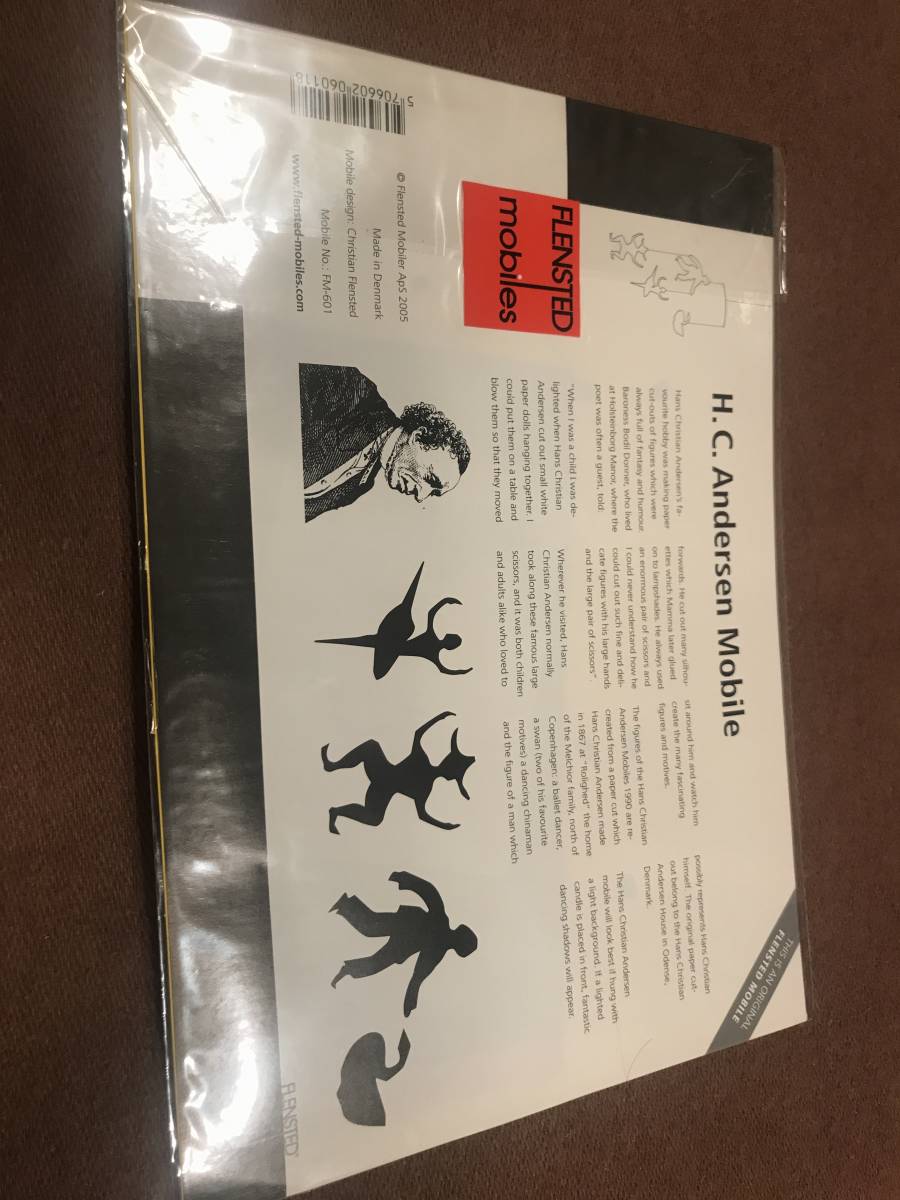 H. C. Andersen Mobile
FLENSTED
mobiles
Hans Christian Andersen's fa-
vourite hobby was making paper
cut-outs of figures which were
always full of fantasy and humour.
Baroness Bodil Donner, who lived
at Holsteinborg Manor, where the
poet was often a guest, told:
"When I was a child I was de-
lighted when Hans Christian
Andersen cut out small white
paper dolls hanging together. I
could put them on a table and
blow them so that they moved
forwards. He cut out many silhou-
ettes which Mamma later glued
on to lampshades. He always used
an enormous pair of scissors and
I could never understand how he
could cut out such fine and deli-
cate figures with his large hands
and the large pair of scissors".
Wherever he visited, Hans
Christian Andersen normally
took along these famous large
scissors, and it was both children
and adults alike who loved to
sit around him and watch him
create the many fascinating
figures and motives.
The figures of the Hans Christian
Andersen Mobiles 1990 are re-
created from a paper cut which
Hans Christian Andersen made
in 1867 at "Rolighed" the home
of the Melchior family, north of
Copenhagen: a ballet dancer,
a swan (two of his favourite
motives) a dancing chinaman
and the figure of a man which
possibly represents Hans Christian
himself. The original paper cut-
out belong to the Hans Christian
Andersen House in Odense,
Denmark.
The Hans Christian Andersen
mobile will look best if hung with
a light background. If a lighted
candle is placed in front, fantastic
dancing shadows will appear.
THIS IS AN ORIGINAL
FLENSTED MOBILE
© Flensted Mobiler ApS 2005
Made in Denmark
Mobile design: Christian Flensted
Mobile No.: FM-601
www.flensted-mobiles.com
5 706602 060118
FLENSTED